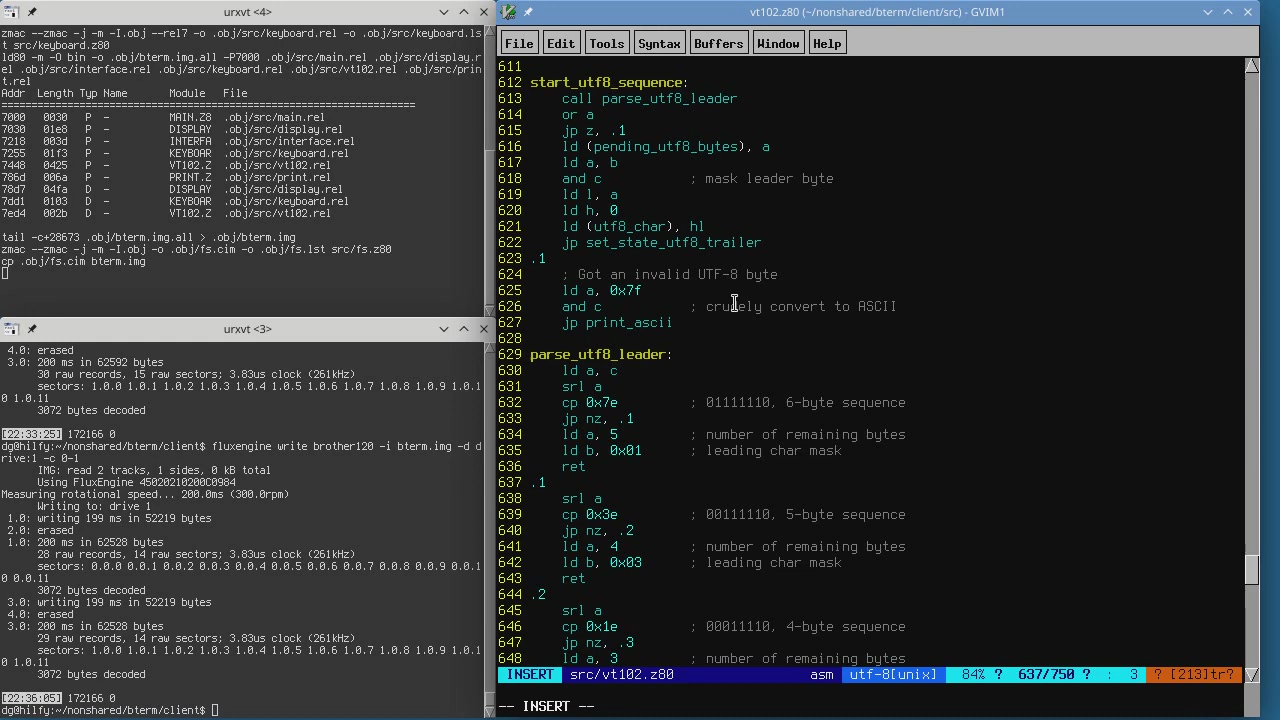 urxvt <4>
zmac --zmac -j -m -I.obj --rel7 -o .obj/src/keyboard.rel -o .obj/src/keyboard.ls
t src/keyboard.z80
ld80 -m -O bin -o .obj/bterm.img.all -P7000 .obj/src/main.rel .obj/src/display.r
el .obj/src/interface.rel .obj/src/keyboard.rel .obj/src/vt102.rel .obj/src/prin
t.rel
Addr Length Typ Name Module File
================================================================
7000 0030 P - MAIN.Z8 .obj/src/main.rel
7030 01e8 P - DISPLAY .obj/src/display.rel
7218 003d P - INTERFA .obj/src/interface.rel
7255 01f3 P - KEYBOAR .obj/src/keyboard.rel
7448 0425 P - VT102.Z .obj/src/vt102.rel
786d 006a P - PRINT.Z .obj/src/print.rel
78d7 04fa D - DISPLAY .obj/src/display.rel
7dd1 0103 D - KEYBOAR .obj/src/keyboard.rel
7ed4 002b D - VT102.Z .obj/src/vt102.rel
tail -c+28673 .obj/bterm.img.all > .obj/bterm.img
zmac --zmac -j -m -I.obj -o .obj/fs.cim -o .obj/fs.lst src/fs.z80
cp .obj/fs.cim bterm.img
urxvt <3>
4.0: erased
3.0: 200 ms in 62592 bytes
30 raw records, 15 raw sectors; 3.83us clock (261kHz)
sectors: 1.0.0 1.0.1 1.0.2 1.0.3 1.0.4 1.0.5 1.0.6 1.0.7 1.0.8 1.0.9 1.0.1
0 1.0.11
3072 bytes decoded
[22:33:25] 172166 0
dg@hilfy:~/nonshared/bterm/client$ fluxengine write brother120 -i bterm.img -d d
rive:1 -c 0-1
IMG: read 2 tracks, 1 sides, 0 kB total
Using FluxEngine 45020210200C0984
Measuring rotational speed... 200.0ms (300.0rpm)
Writing to: drive 1
1.0: writing 199 ms in 52219 bytes
2.0: erased
1.0: 200 ms in 62528 bytes
28 raw records, 14 raw sectors; 3.83us clock (261kHz)
sectors: 0.0.0 0.0.1 0.0.2 0.0.3 0.0.4 0.0.5 0.0.6 0.0.7 0.0.8 0.0.9 0.0.1
0 0.0.11
3072 bytes decoded
3.0: writing 199 ms in 52219 bytes
4.0: erased
3.0: 200 ms in 62528 bytes
29 raw records, 14 raw sectors; 3.83us clock (261kHz)
sectors: 1.0.0 1.0.1 1.0.2 1.0.3 1.0.4 1.0.5 1.0.6 1.0.7 1.0.8 1.0.9 1.0.1
0 1.0.11
3072 bytes decoded
[22:36:05] 172166 0
dg@hilfy:~/nonshared/bterm/client$
vt102.z80 (~/nonshared/bterm/client/src) - GVIM1
File Edit Tools Syntax Buffers Window Help
611
612 start_utf8_sequence:
613 call parse_utf8_leader
614 or a
615 jp z, .1
616 ld (pending_utf8_bytes), a
617 ld a, b
618 and c ; mask leader byte
619 ld l, a
620 ld h, 0
621 ld (utf8_char), hl
622 jp set_state_utf8_trailer
623 .1
624 ; Got an invalid UTF-8 byte
625 ld a, 0x7f
626 and c ; crudely convert to ASCII
627 jp print_ascii
628
629 parse_utf8_leader:
630 ld a, c
631 srl a
632 cp 0x7e ; 01111110, 6-byte sequence
633 jp nz, .1
634 ld a, 5 ; number of remaining bytes
635 ld b, 0x01 ; leading char mask
636 ret
637 .1
638 srl a
639 cp 0x3e ; 00111110, 5-byte sequence
640 jp nz, .2
641 ld a, 4 ; number of remaining bytes
642 ld b, 0x03 ; leading char mask
643 ret
644 .2
645 srl a
646 cp 0x1e ; 00011110, 4-byte sequence
647 jp nz, .3
648 ld a, 3 ; number of remaining bytes
INSERT src/vt102.z80 asm utf-8[unix] 84% ? 637/750 ? : 3 ? [213]tr?
-- INSERT --